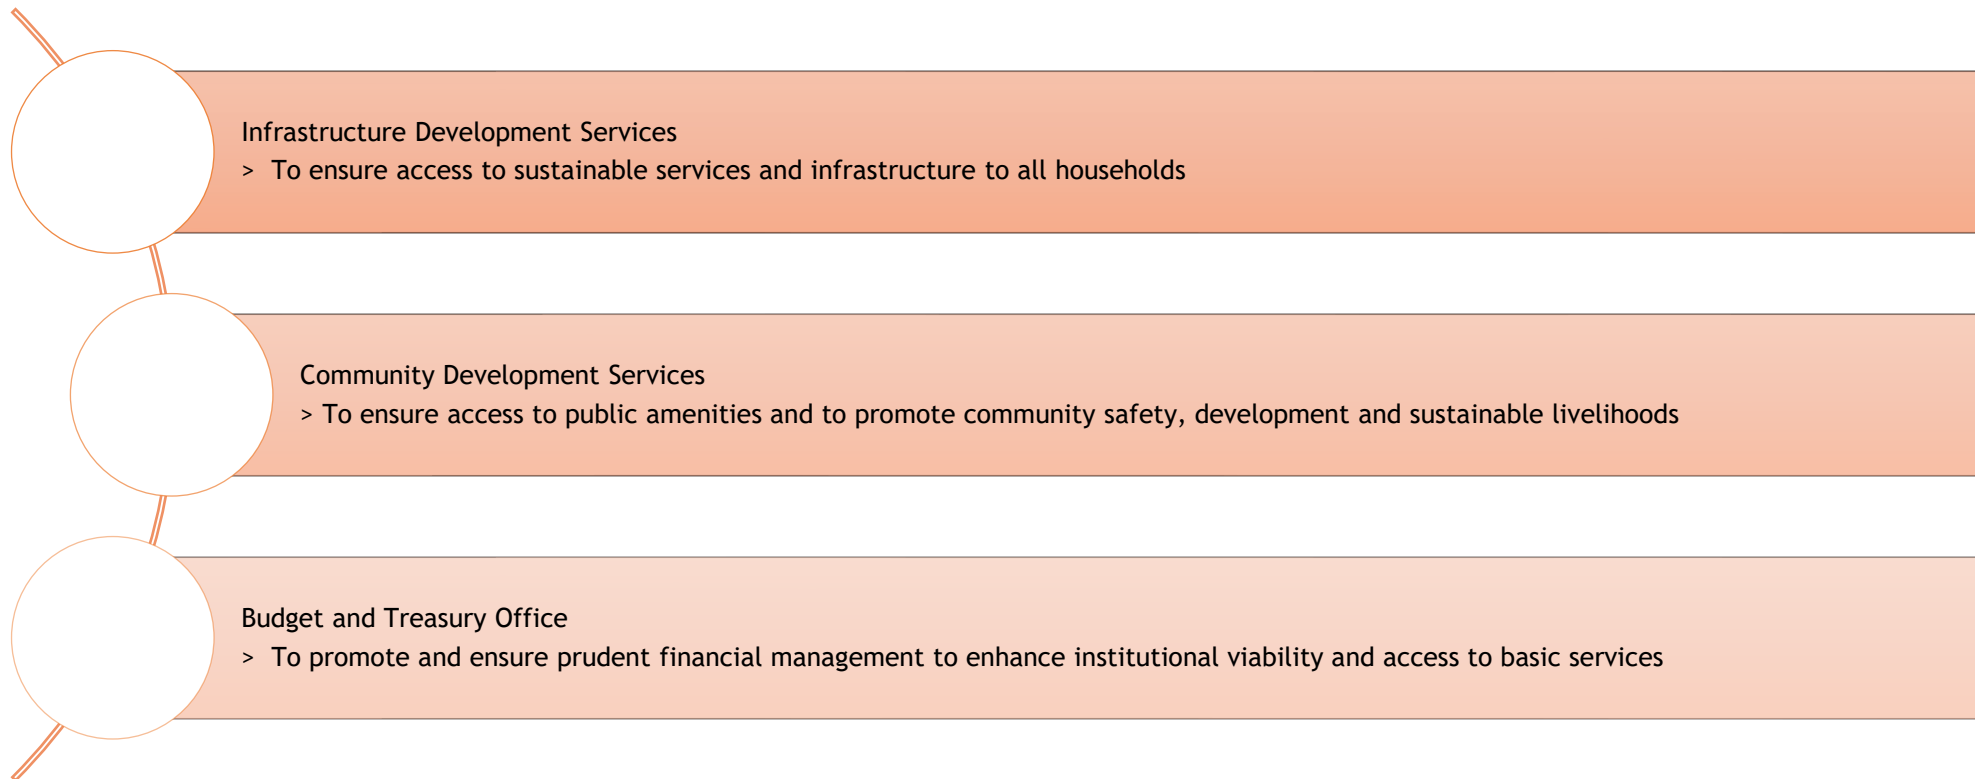 Infrastructure Development Services
> To ensure access to sustainable services and infrastructure to all households
Community Development Services
> To ensure access to public amenities and to promote community safety, development and sustainable livelihoods
Budget and Treasury Office
> To promote and ensure prudent financial management to enhance institutional viability and access to basic services